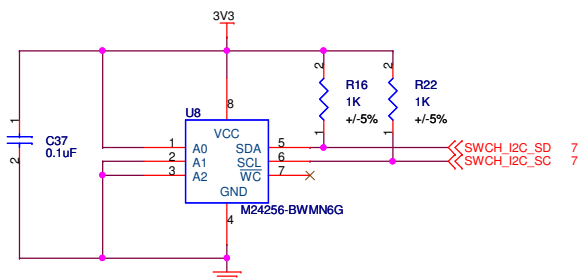 3V3
U8
R16
1K
+/-5%
R22
1K
+/-5%
2
1
2
1
1
2
C37
0.1uF
8
VCC
1 A0 SDA 5
2 A1 SCL 6
3 A2 WC 7
GND
4
M24256-BWMN6G
SWCH_I2C_SD 7
SWCH_I2C_SC 7